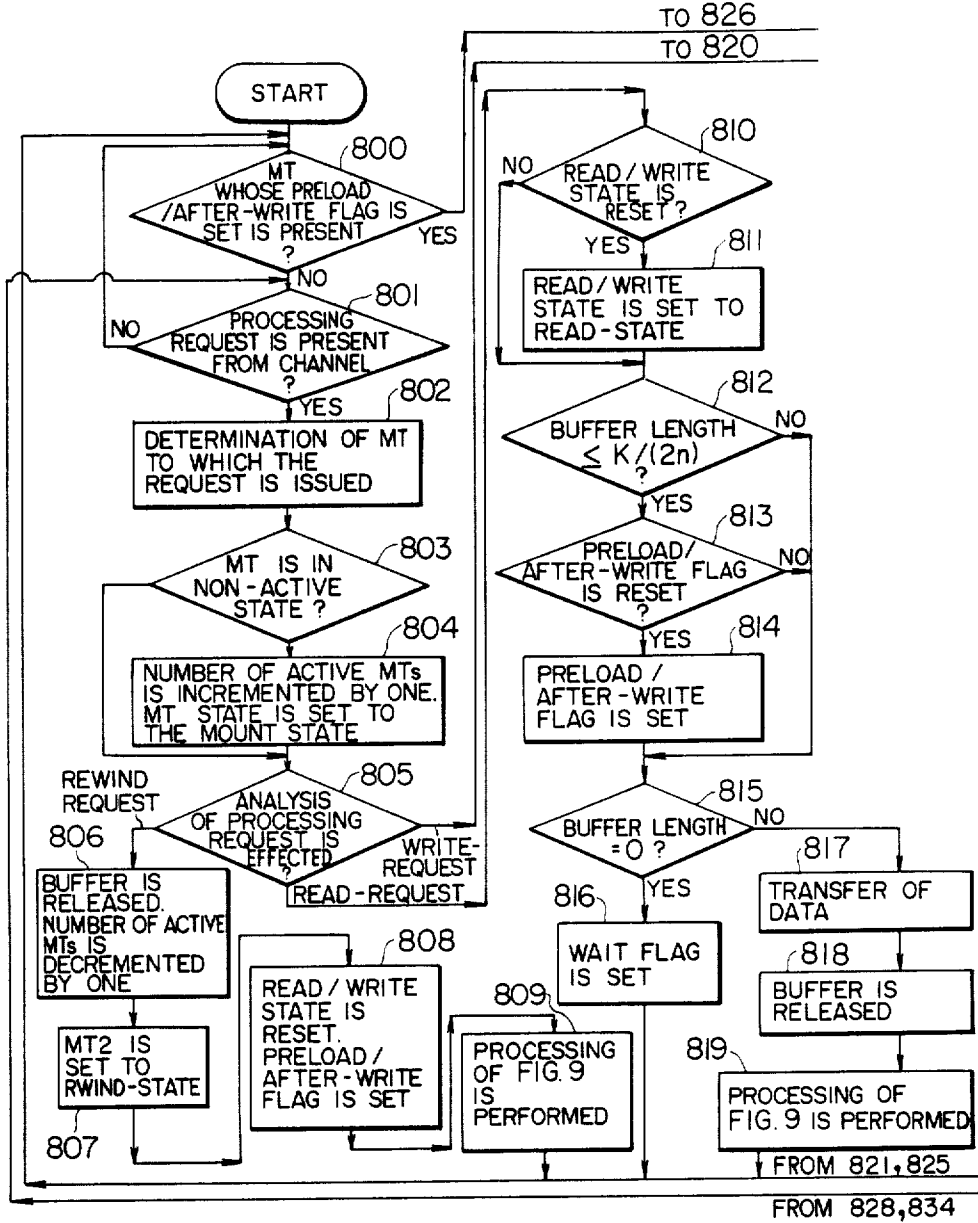 TO 826
TO 820
START
800
MT
WHOSE PRELOAD
/AFTER-WRITE FLAG IS
SET IS PRESENT
?
YES
NO
801
PROCESSING
REQUEST IS PRESENT
FROM CHANNEL
?
NO
YES
802
DETERMINATION OF MT
TO WHICH THE
REQUEST IS ISSUED
803
MT IS IN
NON-ACTIVE
STATE ?
804
NUMBER OF ACTIVE MTs
IS INCREMENTED BY ONE.
MT STATE IS SET TO
THE MOUNT STATE
805
ANALYSIS
OF PROCESSING
REQUEST IS
EFFECTED
?
REWIND
REQUEST
WRITE-
REQUEST
READ-REQUEST
806
BUFFER IS
RELEASED.
NUMBER OF ACTIVE
MTs IS
DECREMENTED
BY ONE
MT2 IS
SET TO
RWIND-STATE
807
808
READ/WRITE
STATE IS
RESET.
PRELOAD/
AFTER-WRITE
FLAG IS SET
809
PROCESSING
OF FIG. 9
IS
PERFORMED
810
READ/WRITE
STATE IS
RESET ?
NO
YES
811
READ/WRITE
STATE IS SET TO
READ-STATE
812
BUFFER LENGTH
≤ K/(2n)
?
NO
YES
813
PRELOAD/
AFTER-WRITE FLAG
IS RESET
?
NO
YES
814
PRELOAD/
AFTER-WRITE
FLAG IS SET
815
BUFFER LENGTH
=0 ?
NO
YES
816
WAIT FLAG
IS SET
817
TRANSFER OF
DATA
818
BUFFER IS
RELEASED
819
PROCESSING OF
FIG. 9 IS PERFORMED
FROM 821,825
FROM 828,834